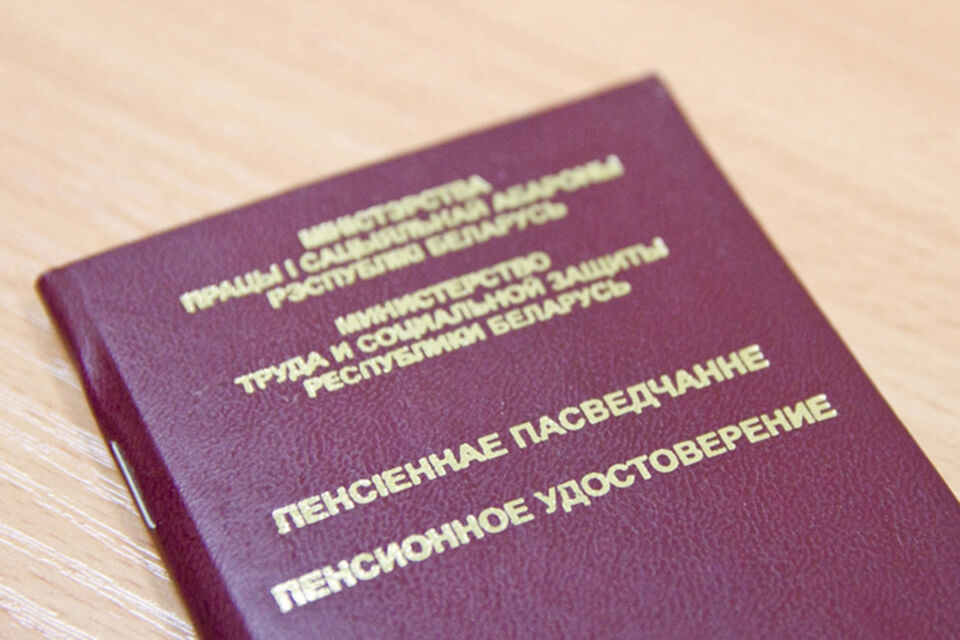 МІНІСТЭРСТВА
ПРАЦЫ І САЦЫЯЛЬНАЙ АБАРОНЫ
РЭСПУБЛІКІ БЕЛАРУСЬ
МИНИСТЕРСТВО
ТРУДА И СОЦИАЛЬНОЙ ЗАЩИТЫ
РЕСПУБЛИКИ БЕЛАРУСЬ
ПЕНСІЕННАЕ ПАСВЕДЧАННЕ
ПЕНСИОННОЕ УДОСТОВЕРЕНИЕ